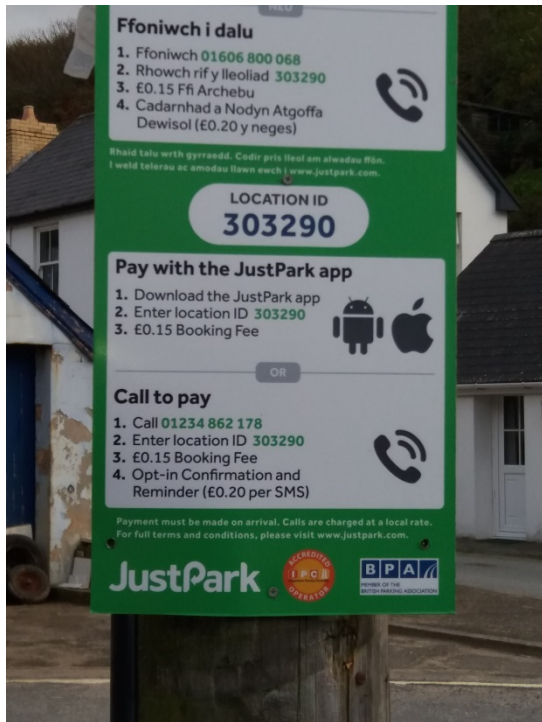 NEU
Ffoniwch i dalu
1. Ffoniwch 01606 800 068
2. Rhowch rif y lleoliad 303290
3. £0.15 Ffi Archebu
4. Cadarnhad a Nodyn Atgoffa
Dewisol (£0.20 y neges)
Rhaid talu wrth gyrraedd. Codir pris lleol am alwadau ffôn.
I weld telerau ac amodau llawn ewch i www.justpark.com.
LOCATION ID
303290
Pay with the JustPark app
1. Download the JustPark app
2. Enter location ID 303290
3. £0.15 Booking Fee
OR
Call to pay
1. Call 01234 862 178
2. Enter location ID 303290
3. £0.15 Booking Fee
4. Opt-in Confirmation and
Reminder (£0.20 per SMS)
Payment must be made on arrival. Calls are charged at a local rate.
For full terms and conditions, please visit www.justpark.com.
JustPark
ACCREDITED
IPC
OPERATOR
BPA
MEMBER OF THE
BRITISH PARKING ASSOCIATION